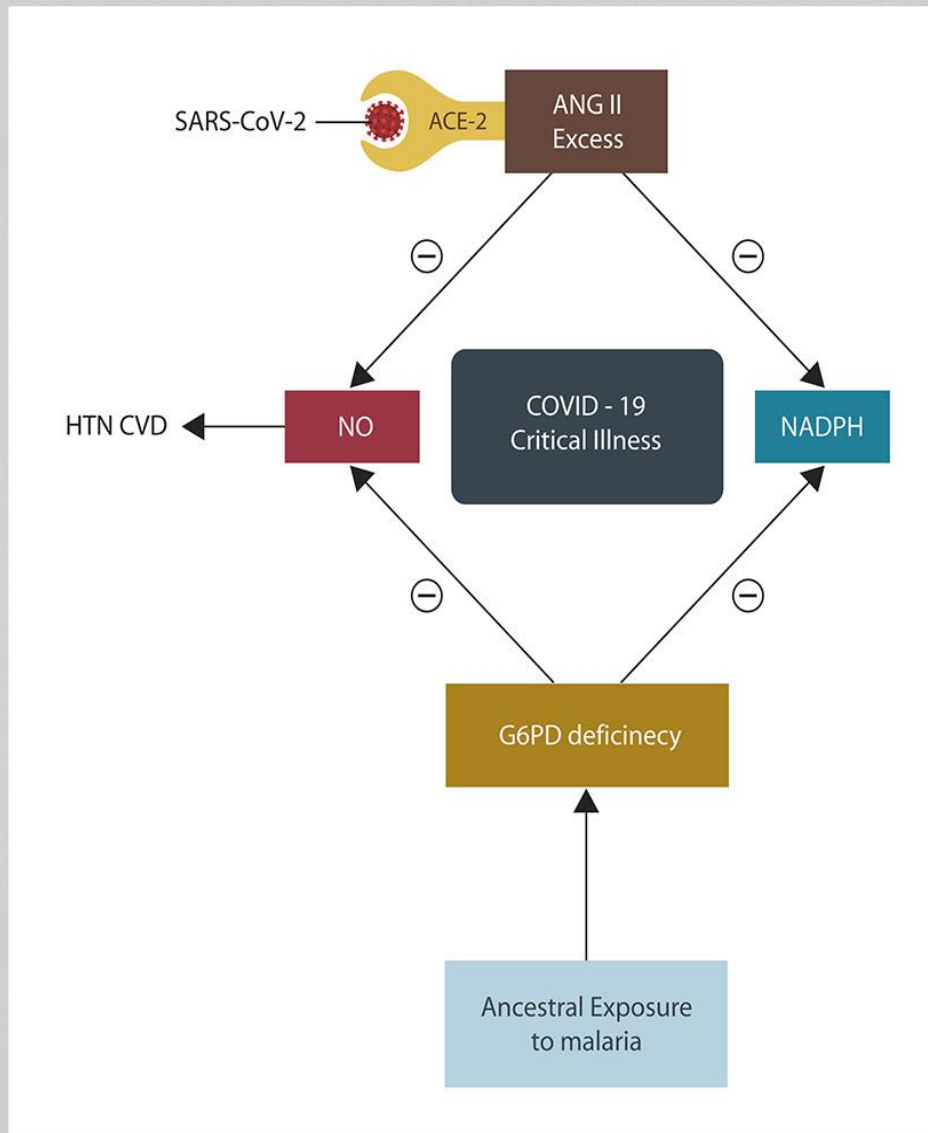 SARS-CoV-2
ACE-2
ANG II
Excess
HTN CVD
NO
COVID - 19
Critical Illness
NADPH
G6PD deficinecy
Ancestral Exposure
to malaria